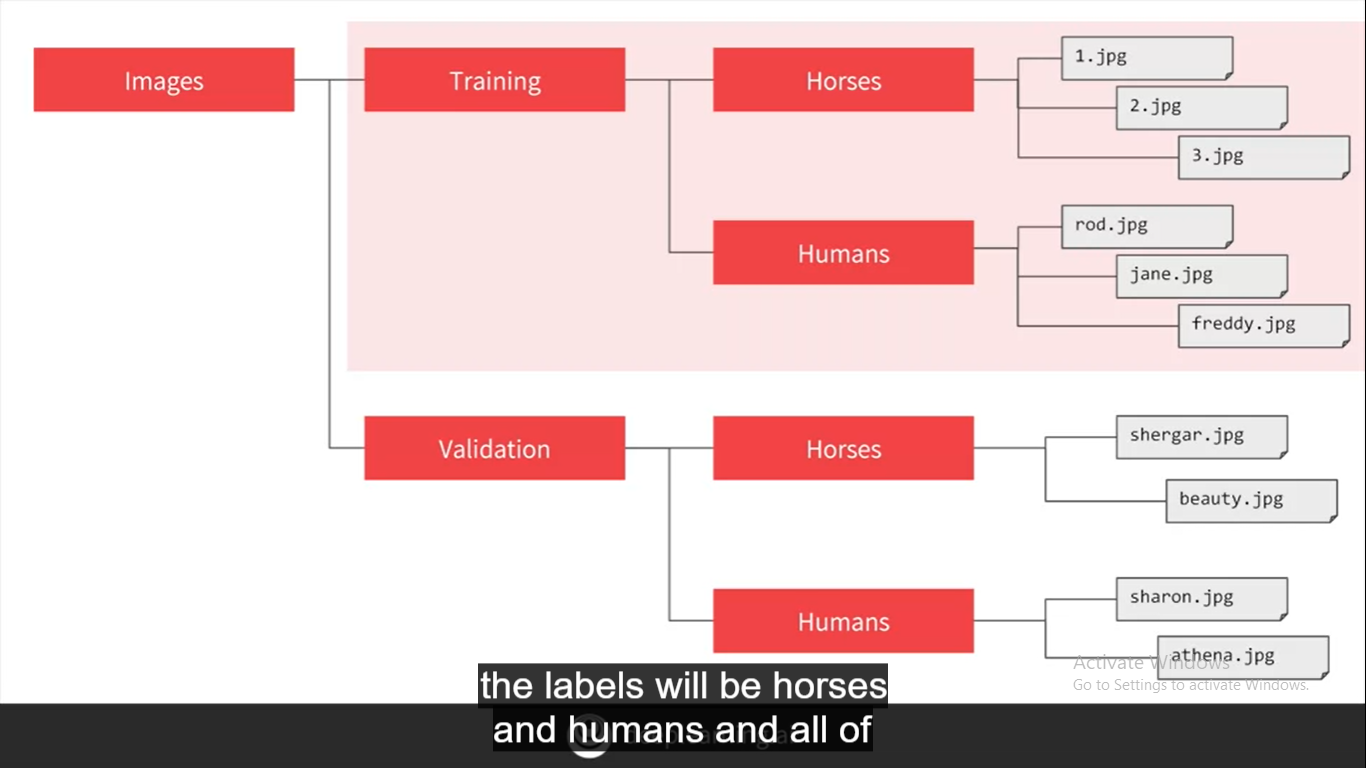 Images
Training
Horses
1.jpg
2.jpg
3.jpg
Humans
rod.jpg
jane.jpg
freddy.jpg
Validation
Horses
shergar.jpg
beauty.jpg
Humans
sharon.jpg
athena.jpg
Activate Windows
Go to Settings to activate Windows.
the labels will be horses
and humans and all of